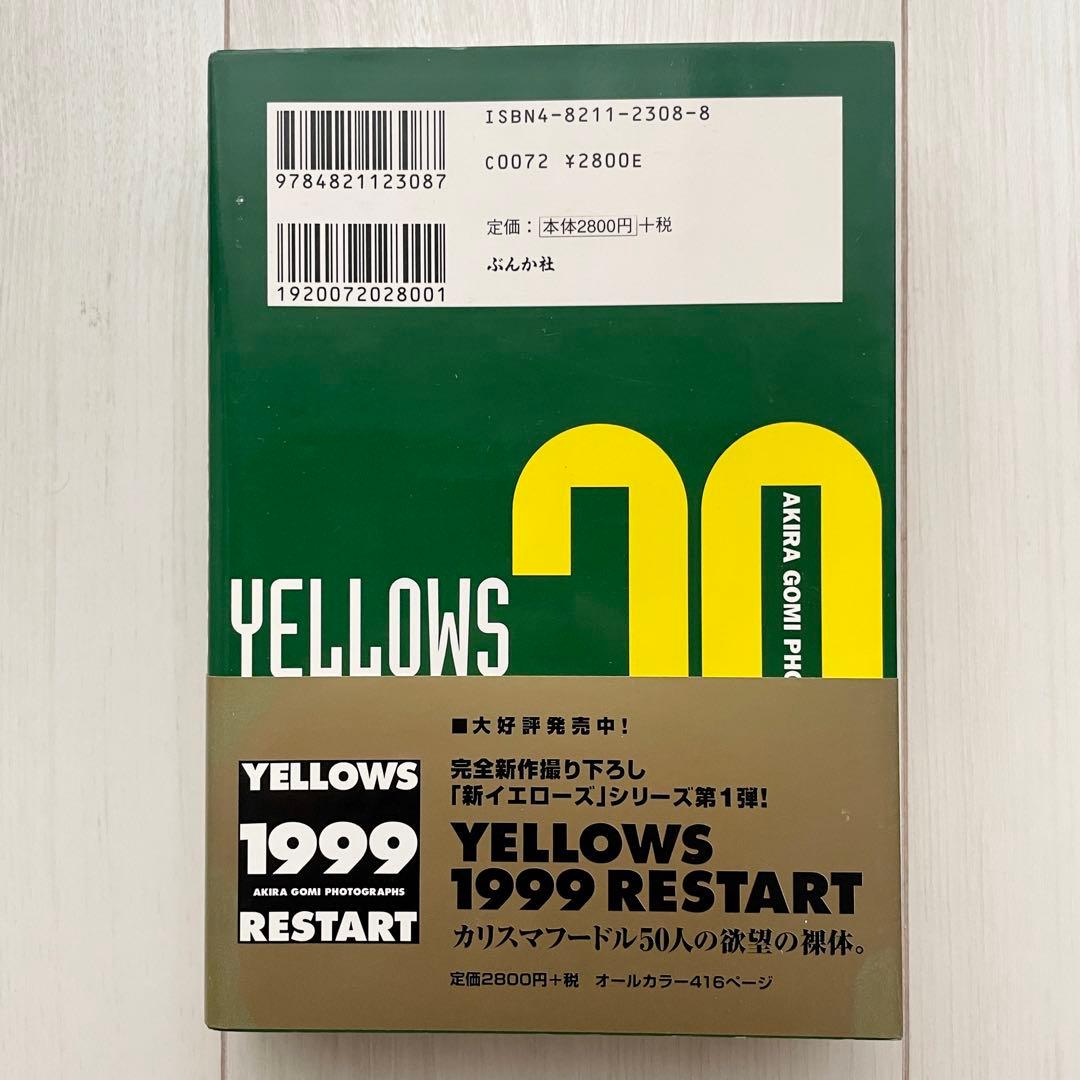 ISBN4-8211-2308-8
C0072 ¥2800E
9784821123087
定価：本体2800円+税
ぶんか社
1920072028001
AKIRA GOMI
YELLOWS
■大好評発売中!
完全新作撮り下ろし
「新イエローズ」シリーズ第1弾!
YELLOWS
1999 RESTART
カリスマフードル50人の欲望の裸体。
定価2800円+税 オールカラー416ページ
YELLOWS
1999
AKIRA GOMI PHOTOGRAPHS
RESTART